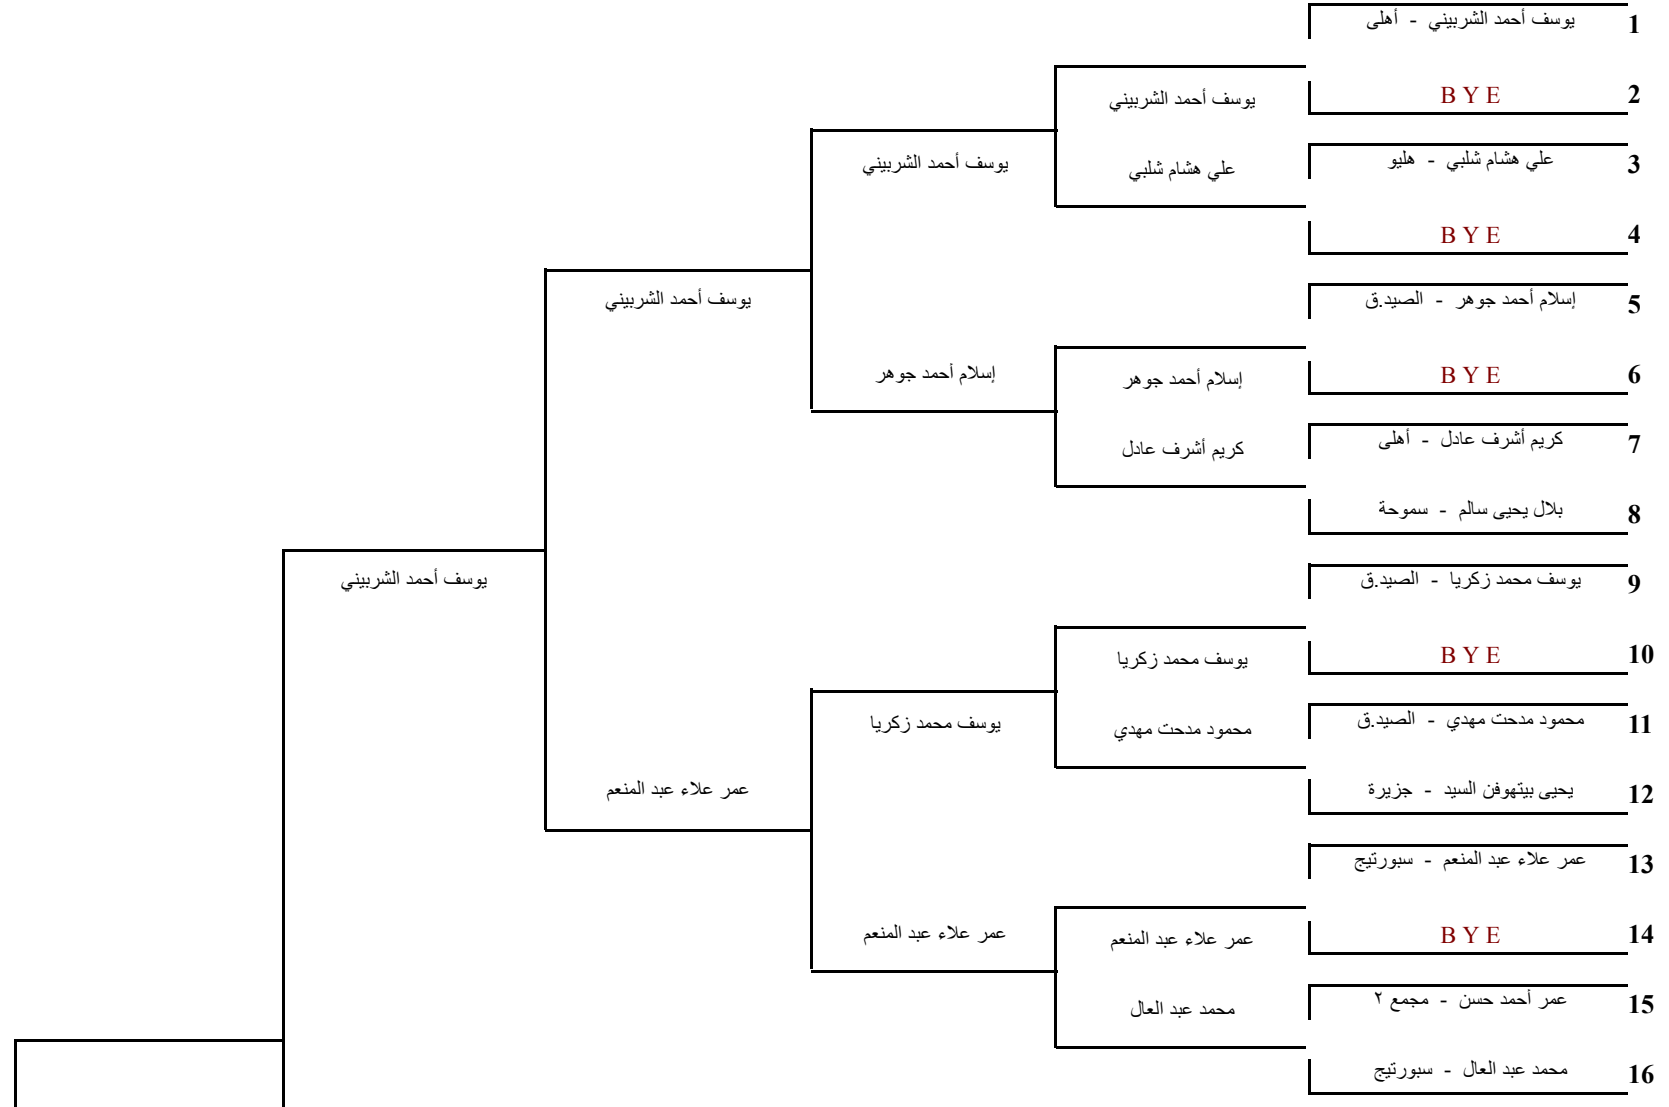 يوسف أحمد الشربيني - أهلى 1
B Y E 2
يوسف أحمد الشربيني
علي هشام شلبي - هليو 3
علي هشام شلبي
يوسف أحمد الشربيني
B Y E 4
إسلام أحمد جوهر - الصيد.ق 5
يوسف أحمد الشربيني
B Y E 6
إسلام أحمد جوهر
إسلام أحمد جوهر
كريم أشرف عادل - أهلى 7
كريم أشرف عادل
بلال يحيى سالم - سموحة 8
يوسف محمد زكريا - الصيد.ق 9
يوسف أحمد الشربيني
B Y E 10
يوسف محمد زكريا
محمود مدحت مهدي - الصيد.ق 11
محمود مدحت مهدي
يوسف محمد زكريا
يحيى بيتهوفن السيد - جزيرة 12
عمر علاء عبد المنعم
عمر علاء عبد المنعم - سبورتيج 13
B Y E 14
عمر علاء عبد المنعم
عمر علاء عبد المنعم
عمر أحمد حسن - مجمع ٢ 15
محمد عبد العال
محمد عبد العال - سبورتيج 16